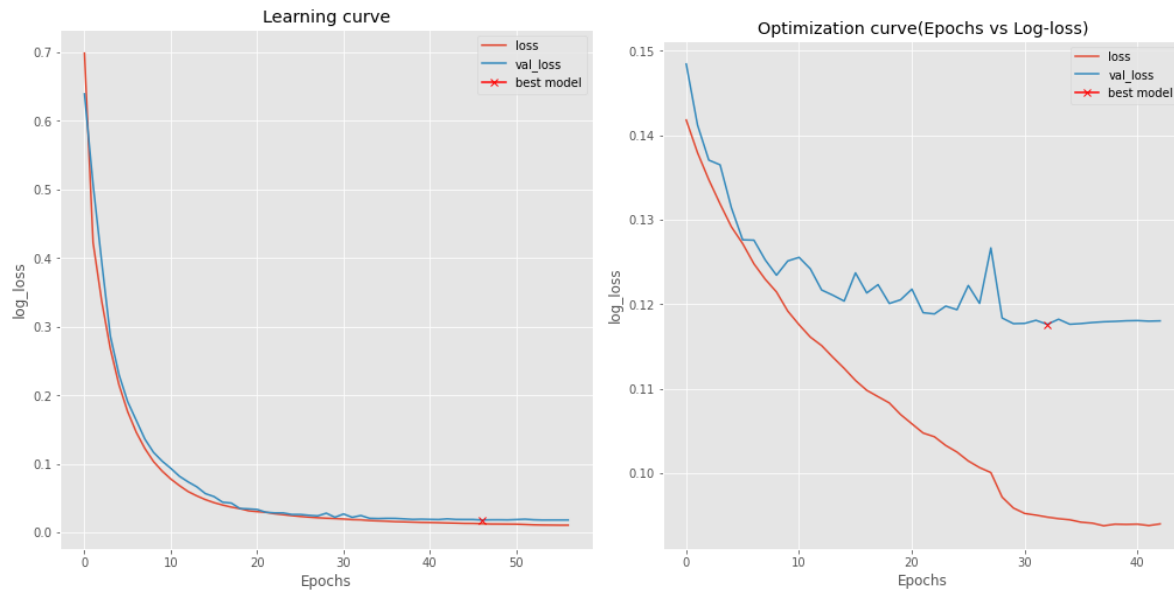 Learning curve
loss
val_loss
best model
0.7
0.6
0.5
0.4
0.3
0.2
0.1
0.0
log_loss
0
10
20
30
40
50
Epochs
Optimization curve(Epochs vs Log-loss)
loss
val_loss
best model
0.15
0.14
0.13
0.12
0.11
0.10
log_loss
0
10
20
30
40
Epochs